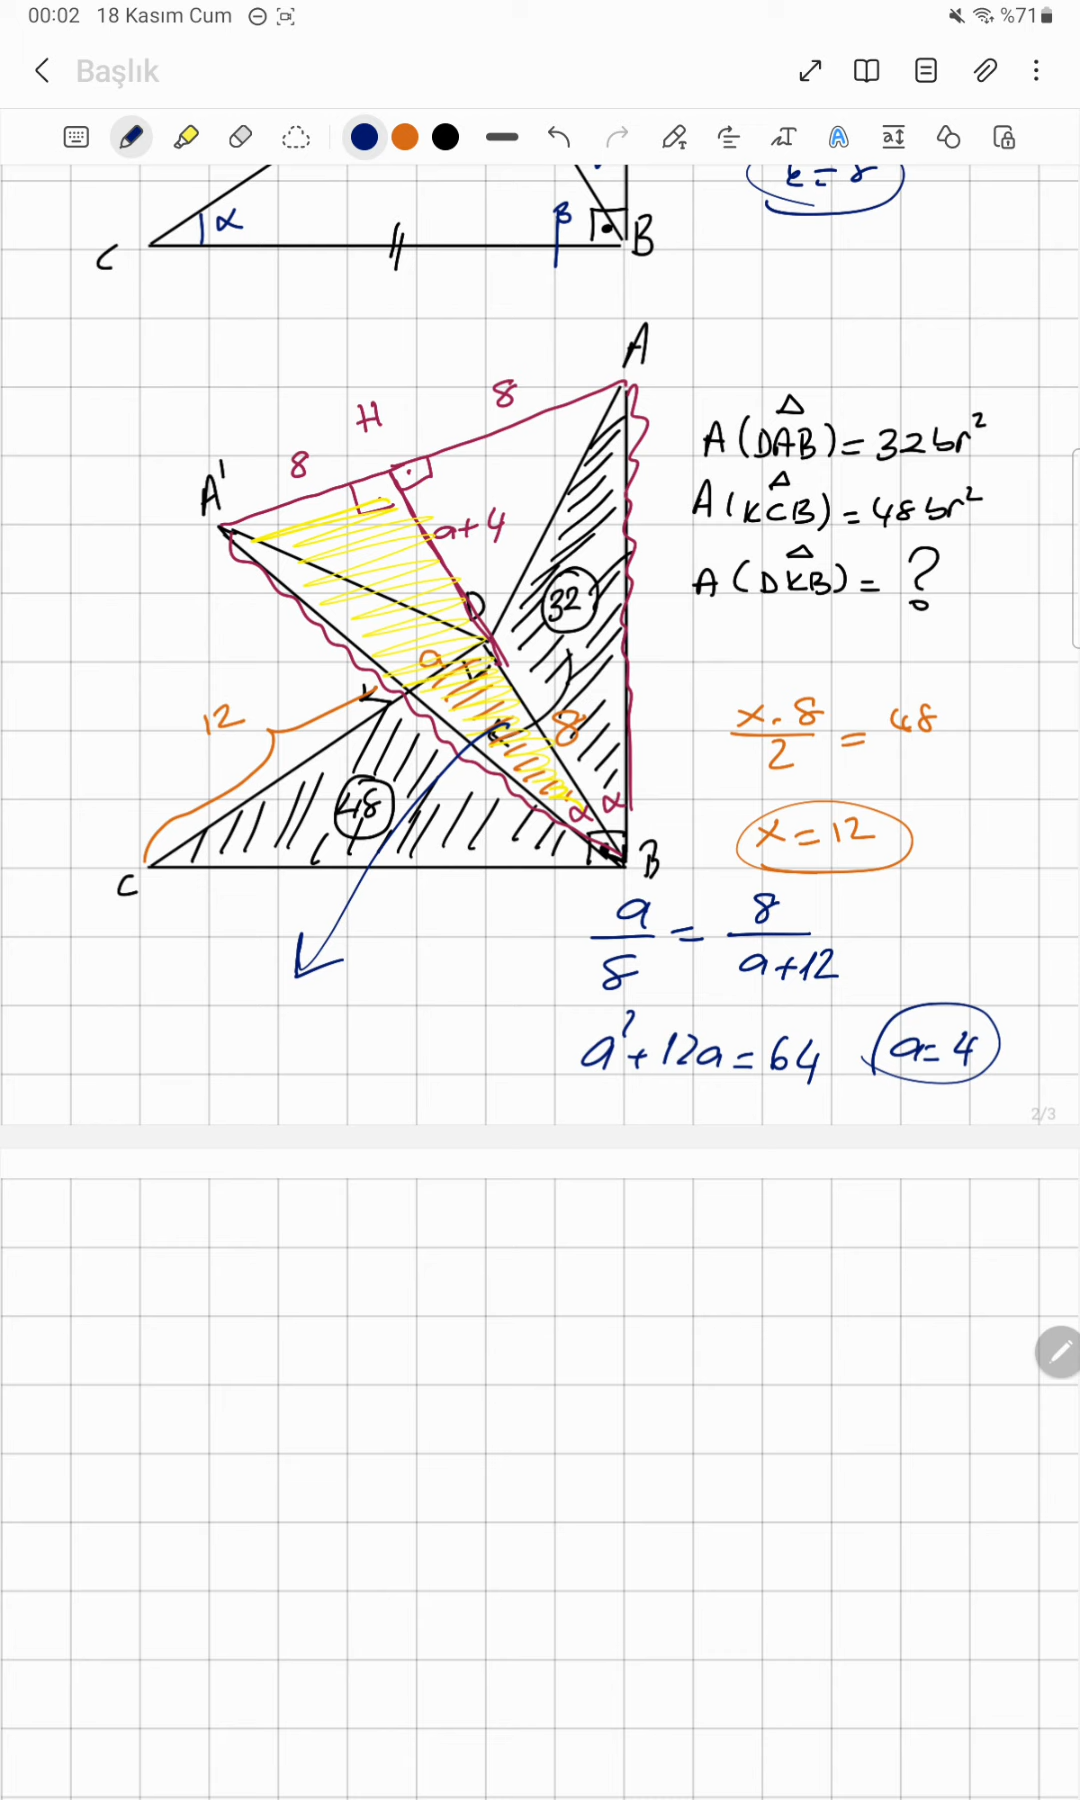 00:02 18 Kasım Cum %71
Başlık
α
β
C
B
A
H
8
8
A'
a+4
A(DAB)=32br²
A(KCB)=48br²
A(DKB)=?
D
32
a
8
12
48
α
α
C
B
x.8/2 = 48
x=12
a/8 = 8/a+12
a²+12a=64
a=4
2/3